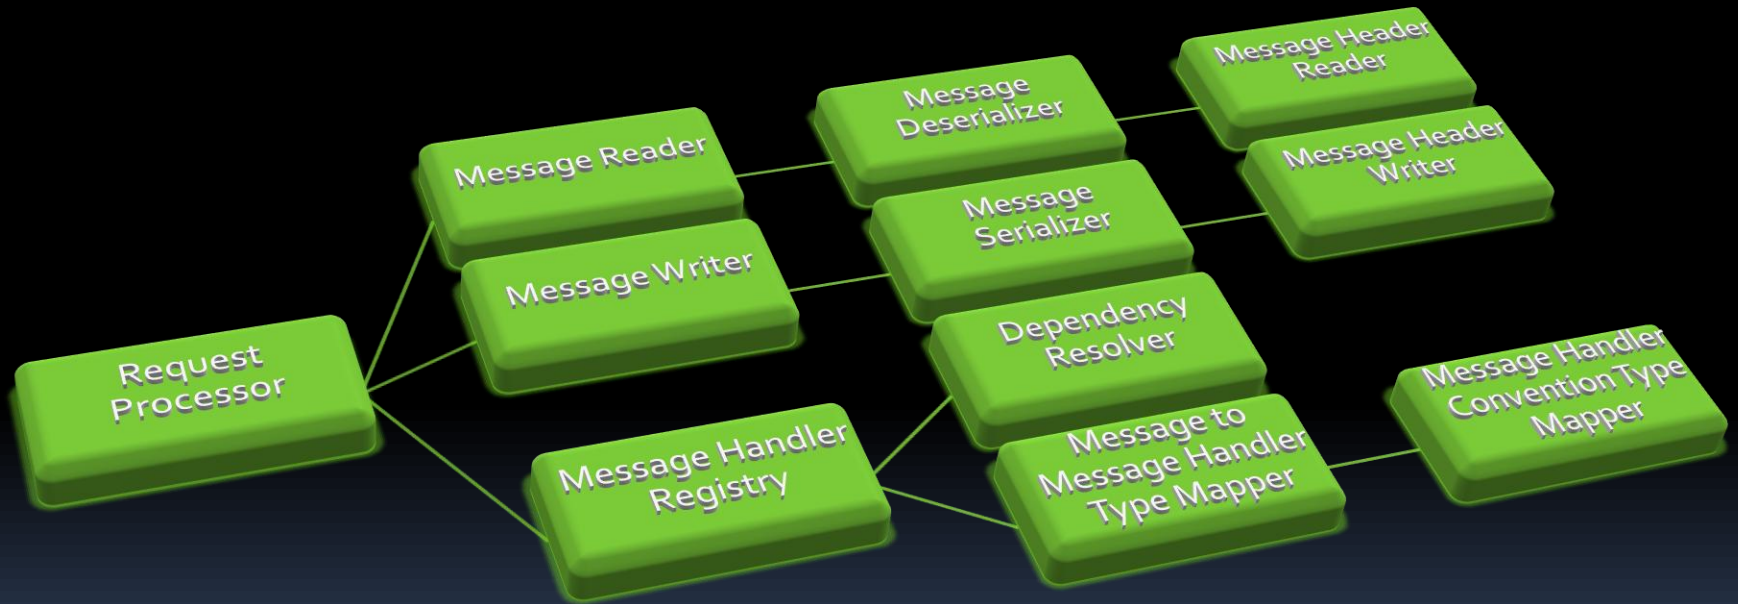 Request
Processor
Message Reader
Message Writer
Message Handler
Registry
Message
Deserializer
Message
Serializer
Dependency
Resolver
Message to
Message Handler
Type Mapper
Message Header
Reader
Message Header
Writer
Message Handler
Convention Type
Mapper